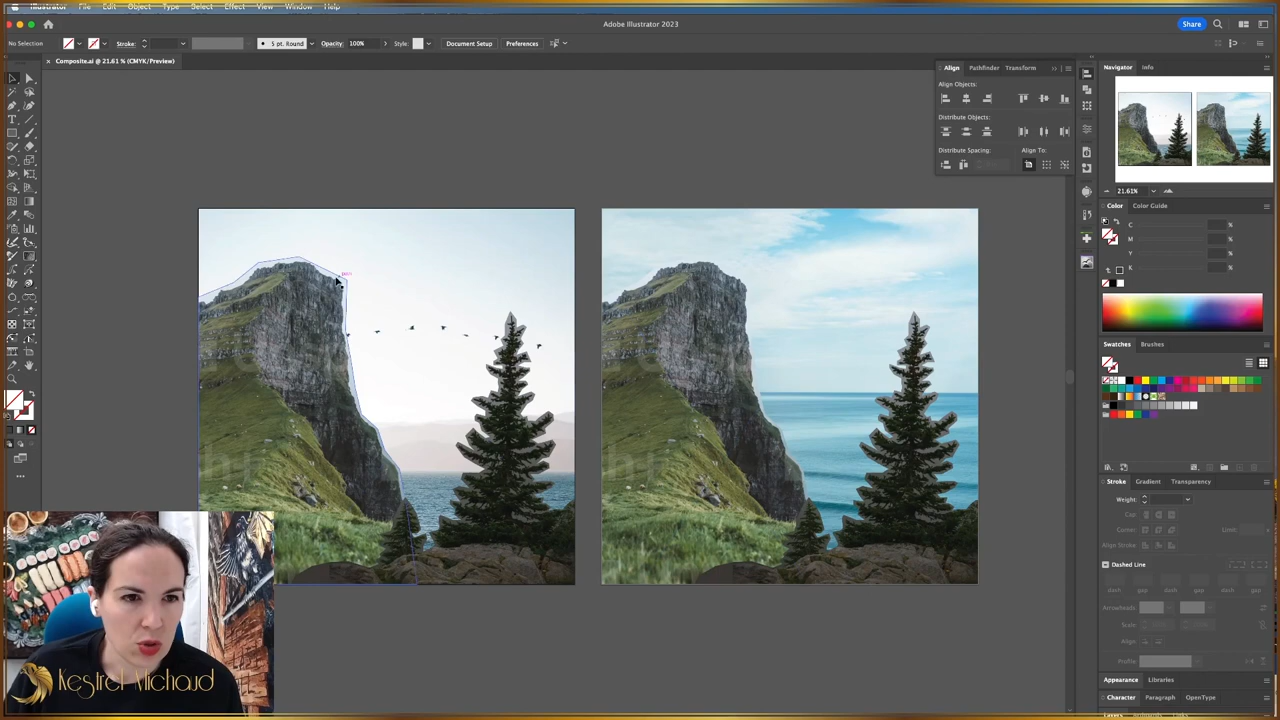 Illustrator File Edit Object Type Select Effect View Window Help
Adobe Illustrator 2023
Share
No Selection
Stroke:
5 pt. Round
Opacity: 100%
Style:
Document Setup
Preferences
Composite.ai @ 21.61 % (CMYK/Preview)
Align Pathfinder Transform
Align Objects:
Distribute Objects:
Distribute Spacing: Align To:
Navigator Info
21.61%
Color Color Guide
C %
M %
Y %
K %
Swatches Brushes
Stroke Gradient Transparency
Weight:
Cap:
Corner: Limit:
Align Stroke:
Dashed Line
dash gap dash gap dash gap
Arrowheads:
Scale:
Align:
Profile:
Appearance Libraries
Character Paragraph OpenType
Kestrel Michaud